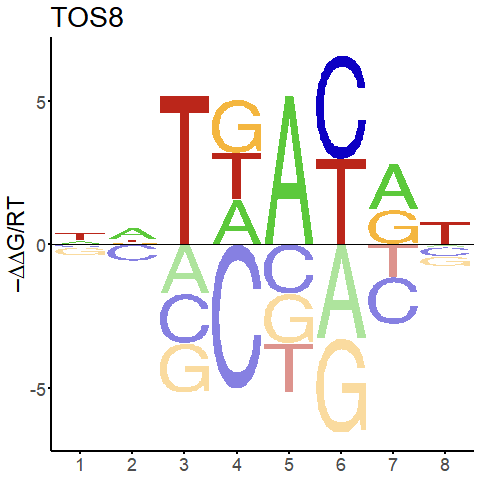 TOS8
−ΔΔG/RT
5
0
-5
T A T G A C A T
A T T T G
A
G C A C C A T C
C G C G G
G T
1 2 3 4 5 6 7 8